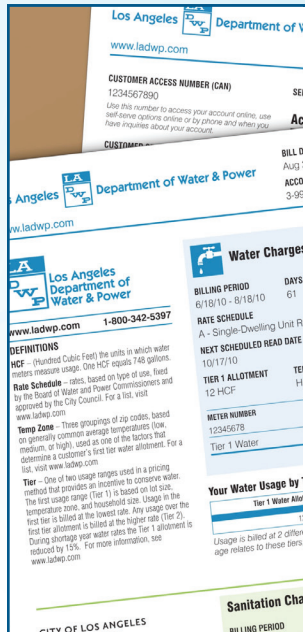 Los Angeles
LA
D
W
P
Department of W
www.ladwp.com
CUSTOMER ACCESS NUMBER (CAN)
SE
1234567890
Use this number to access your account online, use
self-serve options online or by phone and when you
have inquiries about your account.
Ac
CUSTOMER
BILL D
Aug
Angeles
LA
D
W
P
Department of Water & Power
ACCO
3-99
w.ladwp.com
LA
D
W
P
Los Angeles
Department of
Water & Power
www.ladwp.com 1-800-342-5397
DEFINITIONS
HCF – (Hundred Cubic Feet) the units in which water
meters measure usage. One HCF equals 748 gallons.
Rate Schedule – rates, based on type of use, fixed
by the Board of Water and Power Commissioners and
approved by the City Council. For a list, visit
www.ladwp.com
Temp Zone – Three groupings of zip codes, based
on generally common average temperatures (low,
medium, or high), used as one of the factors that
determine a customer's first tier water allotment. For a
list, visit www.ladwp.com
Tier – One of two usage ranges used in a pricing
method that provides an incentive to conserve water.
The first usage range (Tier 1) is based on lot size,
temperature zone, and household size. Usage in the
first tier is billed at the lowest rate. Any usage over the
first tier allotment is billed at the higher rate (Tier 2).
During shortage year water rates the Tier 1 allotment is
reduced by 15%. For more information, see
www.ladwp.com
Water Charges
BILLING PERIOD DAYS
6/18/10 - 8/18/10 61
RATE SCHEDULE
A - Single-Dwelling Unit R
NEXT SCHEDULED READ DATE
10/17/10
TIER 1 ALLOTMENT TE
12 HCF H
METER NUMBER
12345678
Tier 1 Water
Your Water Usage by T
Tier 1 Water Allo
1
Usage is billed at 2 differe
age relates to these tiers.
CITY OF LOS ANGELES
Sanitation Cha
BILLING PERIOD